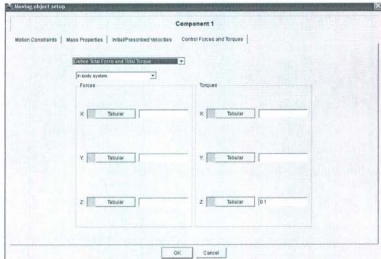 Moving object setup
Component 1
Motion Constraints | Mass Properties | Initial/Prescribed Velocities | Control Forces and Torques
Define Total Force and Total Torque
In body system
Forces
Torques
X: Tabular
X: Tabular
Y: Tabular
Y: Tabular
Z: Tabular
Z: Tabular 0.1
OK
Cancel